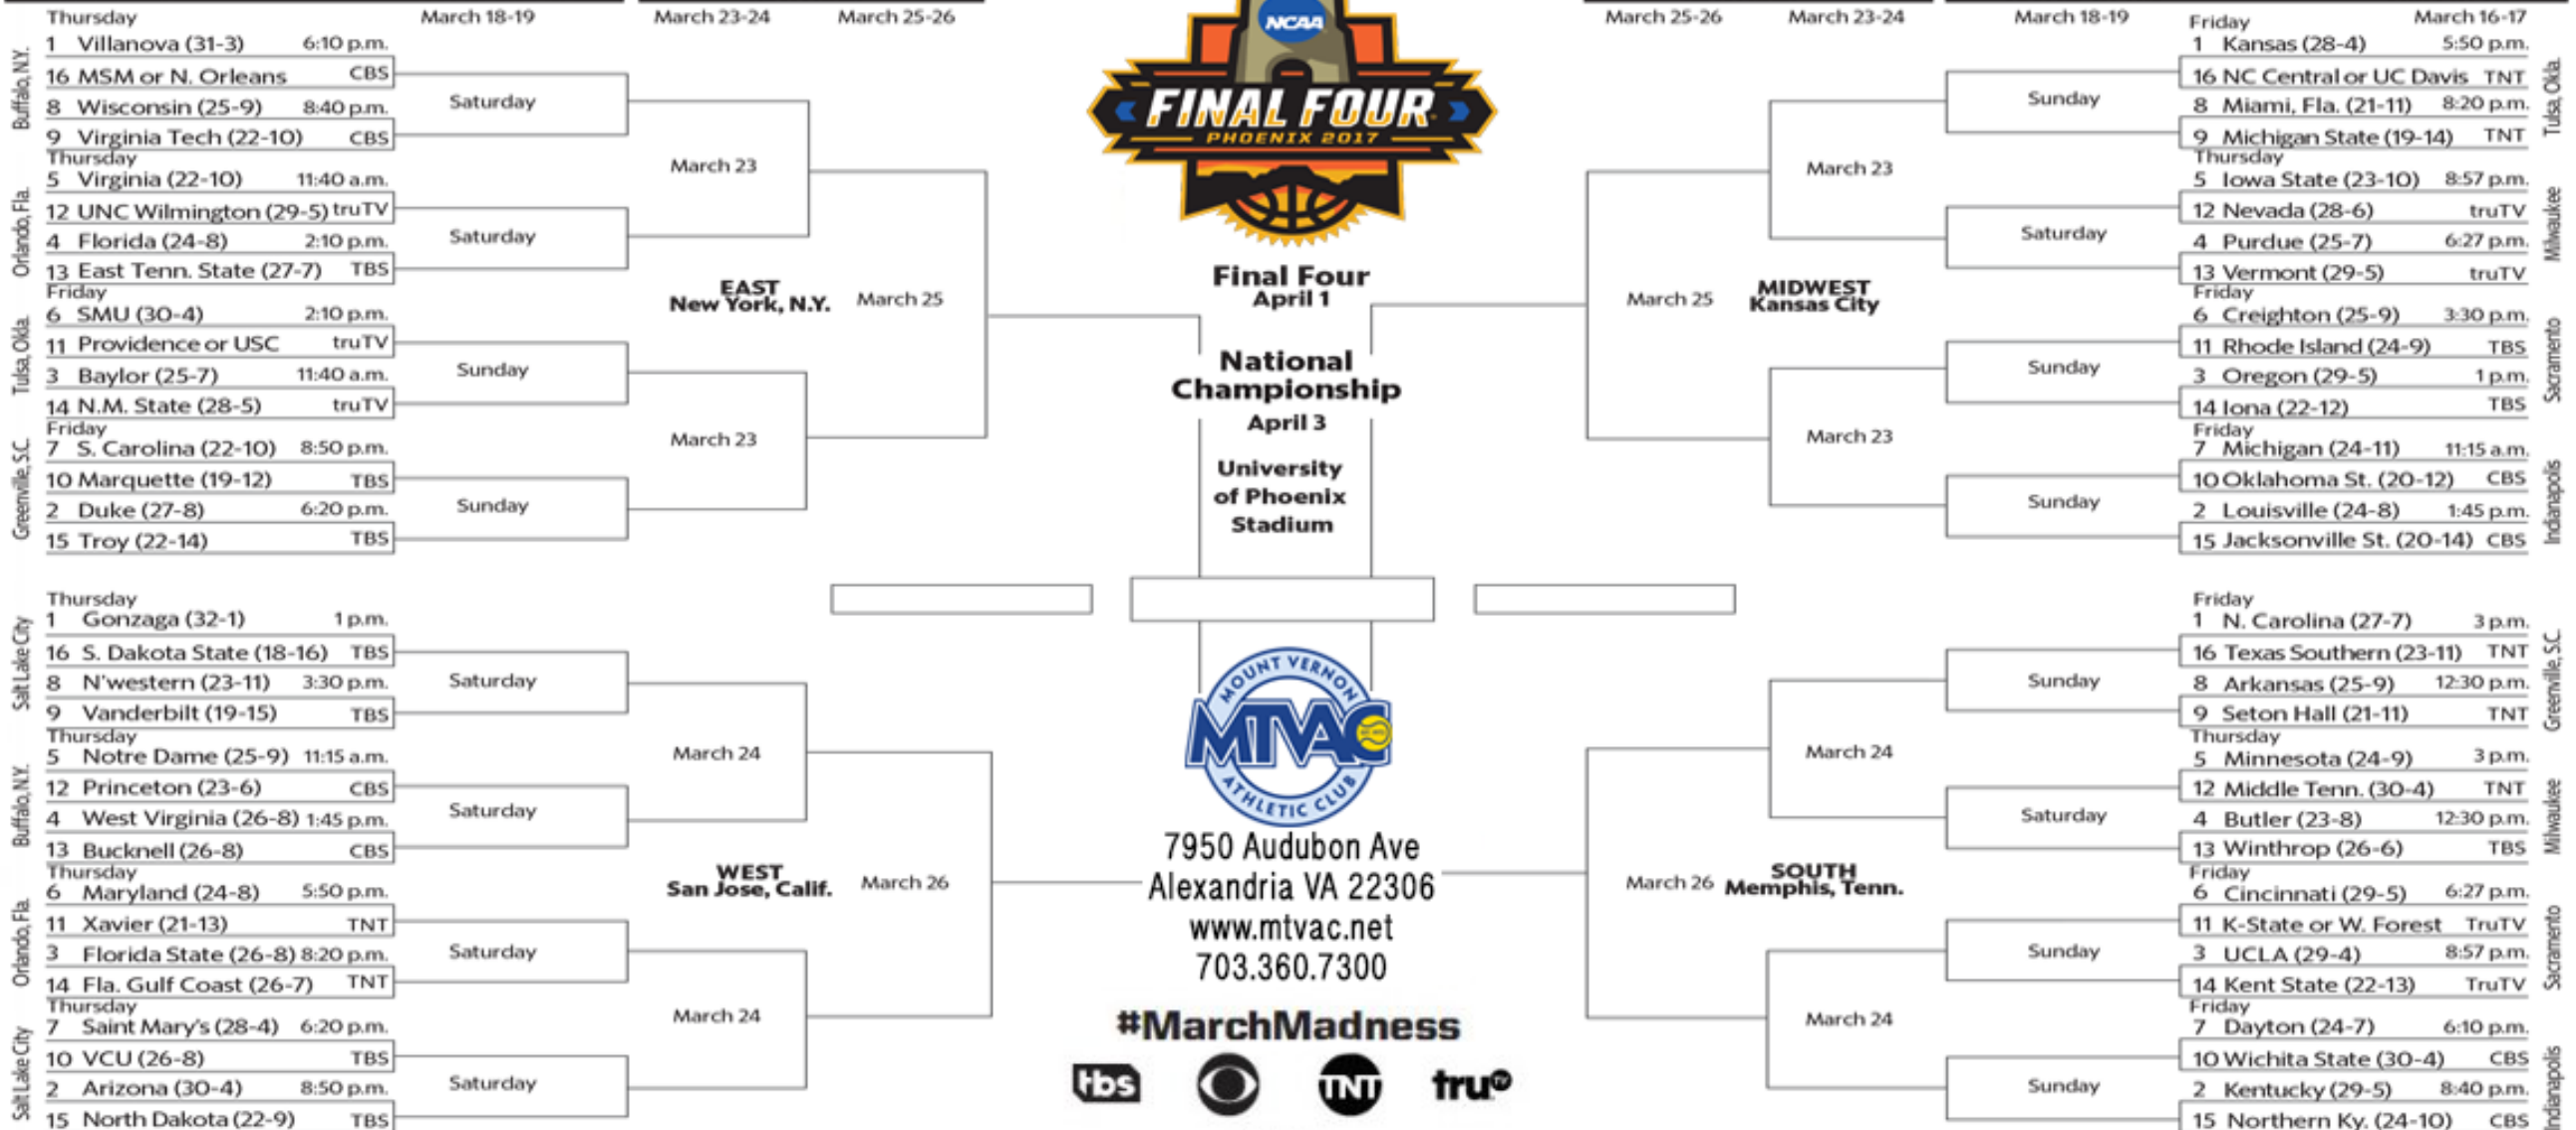 Thursday
March 18-19
March 23-24
March 25-26
Buffalo, N.Y.
1 Villanova (31-3) 6:10 p.m.
16 MSM or N. Orleans CBS
Saturday
8 Wisconsin (25-9) 8:40 p.m.
9 Virginia Tech (22-10) CBS
Thursday
March 23
Orlando, Fla.
5 Virginia (22-10) 11:40 a.m.
12 UNC Wilmington (29-5) truTV
Saturday
4 Florida (24-8) 2:10 p.m.
13 East Tenn. State (27-7) TBS
Friday
EAST
New York, N.Y.
March 25
Tulsa, Okla.
6 SMU (30-4) 2:10 p.m.
11 Providence or USC truTV
Sunday
3 Baylor (25-7) 11:40 a.m.
14 N.M. State (28-5) truTV
Friday
March 23
Greenville, S.C.
7 S. Carolina (22-10) 8:50 p.m.
10 Marquette (19-12) TBS
Sunday
2 Duke (27-8) 6:20 p.m.
15 Troy (22-14) TBS
Thursday
Salt Lake City
1 Gonzaga (32-1) 1 p.m.
16 S. Dakota State (18-16) TBS
Saturday
8 N'western (23-11) 3:30 p.m.
9 Vanderbilt (19-15) TBS
Thursday
March 24
Buffalo, N.Y.
5 Notre Dame (25-9) 11:15 a.m.
12 Princeton (23-6) CBS
Saturday
4 West Virginia (26-8) 1:45 p.m.
13 Bucknell (26-8) CBS
Thursday
WEST
San Jose, Calif.
March 26
Orlando, Fla.
6 Maryland (24-8) 5:50 p.m.
11 Xavier (21-13) TNT
Saturday
3 Florida State (26-8) 8:20 p.m.
14 Fla. Gulf Coast (26-7) TNT
Thursday
March 24
Salt Lake City
7 Saint Mary's (28-4) 6:20 p.m.
10 VCU (26-8) TBS
Saturday
2 Arizona (30-4) 8:50 p.m.
15 North Dakota (22-9) TBS
NCAA
FINAL FOUR
PHOENIX 2017
Final Four
April 1
National
Championship
April 3
University
of Phoenix
Stadium
MOUNT VERNON
MTVAC
ATHLETIC CLUB
7950 Audubon Ave
Alexandria VA 22306
www.mtvac.net
703.360.7300
#MarchMadness
tbs
TNT
truTV
March 25-26
March 23-24
March 18-19
Friday
March 16-17
1 Kansas (28-4) 5:50 p.m.
16 NC Central or UC Davis TNT
Tulsa, Okla.
Sunday
8 Miami, Fla. (21-11) 8:20 p.m.
9 Michigan State (19-14) TNT
Thursday
March 23
5 Iowa State (23-10) 8:57 p.m.
12 Nevada (28-6) truTV
Milwaukee
Saturday
4 Purdue (25-7) 6:27 p.m.
13 Vermont (29-5) truTV
Friday
March 25
MIDWEST
Kansas City
6 Creighton (25-9) 3:30 p.m.
11 Rhode Island (24-9) TBS
Sacramento
Sunday
3 Oregon (29-5) 1 p.m.
14 Iona (22-12) TBS
Friday
March 23
7 Michigan (24-11) 11:15 a.m.
10 Oklahoma St. (20-12) CBS
Indianapolis
Sunday
2 Louisville (24-8) 1:45 p.m.
15 Jacksonville St. (20-14) CBS
Friday
1 N. Carolina (27-7) 3 p.m.
16 Texas Southern (23-11) TNT
Greenville, S.C.
Sunday
8 Arkansas (25-9) 12:30 p.m.
9 Seton Hall (21-11) TNT
Thursday
March 24
5 Minnesota (24-9) 3 p.m.
12 Middle Tenn. (30-4) TNT
Milwaukee
Saturday
4 Butler (23-8) 12:30 p.m.
13 Winthrop (26-6) TBS
Friday
March 26
SOUTH
Memphis, Tenn.
6 Cincinnati (29-5) 6:27 p.m.
11 K-State or W. Forest TruTV
Sacramento
Sunday
3 UCLA (29-4) 8:57 p.m.
14 Kent State (22-13) TruTV
Friday
March 24
7 Dayton (24-7) 6:10 p.m.
10 Wichita State (30-4) CBS
Indianapolis
Sunday
2 Kentucky (29-5) 8:40 p.m.
15 Northern Ky. (24-10) CBS